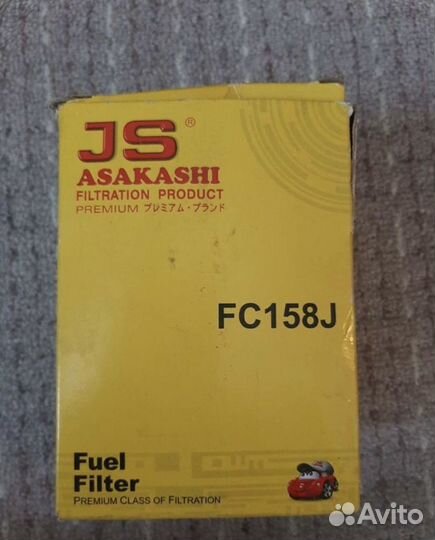 JS®
ASAKASHI
FILTRATION PRODUCT
PREMIUM プレミアム・ブランド
FC158J
Fuel
Filter
PREMIUM CLASS OF FILTRATION
Avito